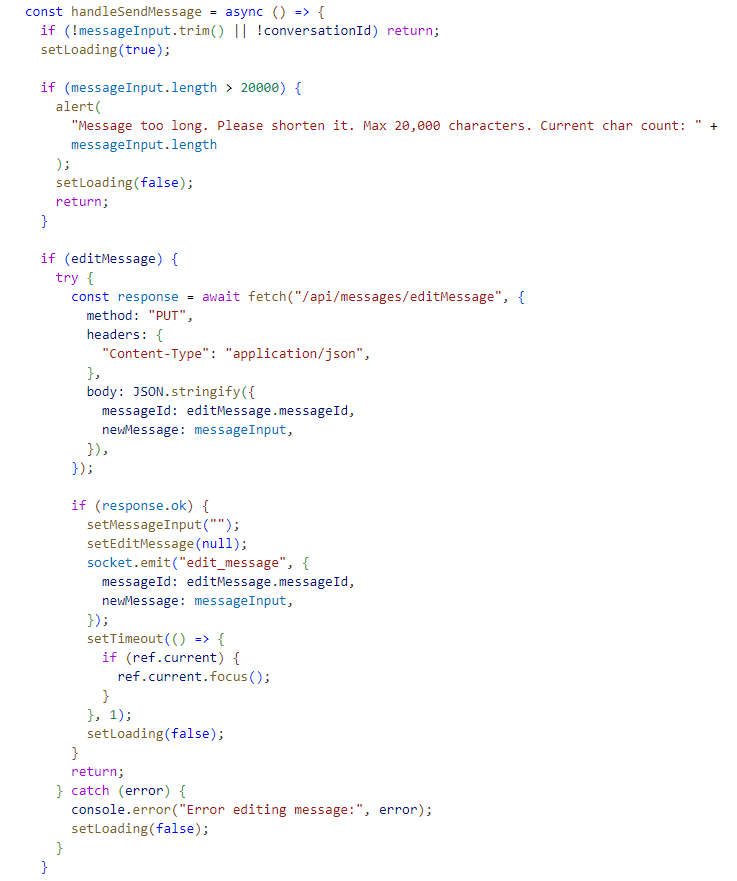 const handleSendMessage = async () => {
  if (!messageInput.trim() || !conversationId) return;
  setLoading(true);

  if (messageInput.length > 20000) {
    alert(
      "Message too long. Please shorten it. Max 20,000 characters. Current char count: " +
      messageInput.length
    );
    setLoading(false);
    return;
  }

  if (editMessage) {
    try {
      const response = await fetch("/api/messages/editMessage", {
        method: "PUT",
        headers: {
          "Content-Type": "application/json",
        },
        body: JSON.stringify({
          messageId: editMessage.messageId,
          newMessage: messageInput,
        }),
      });

      if (response.ok) {
        setMessageInput("");
        setEditMessage(null);
        socket.emit("edit_message", {
          messageId: editMessage.messageId,
          newMessage: messageInput,
        });
        setTimeout(() => {
          if (ref.current) {
            ref.current.focus();
          }
        }, 1);
        setLoading(false);
      }
      return;
    } catch (error) {
      console.error("Error editing message:", error);
      setLoading(false);
    }
  }